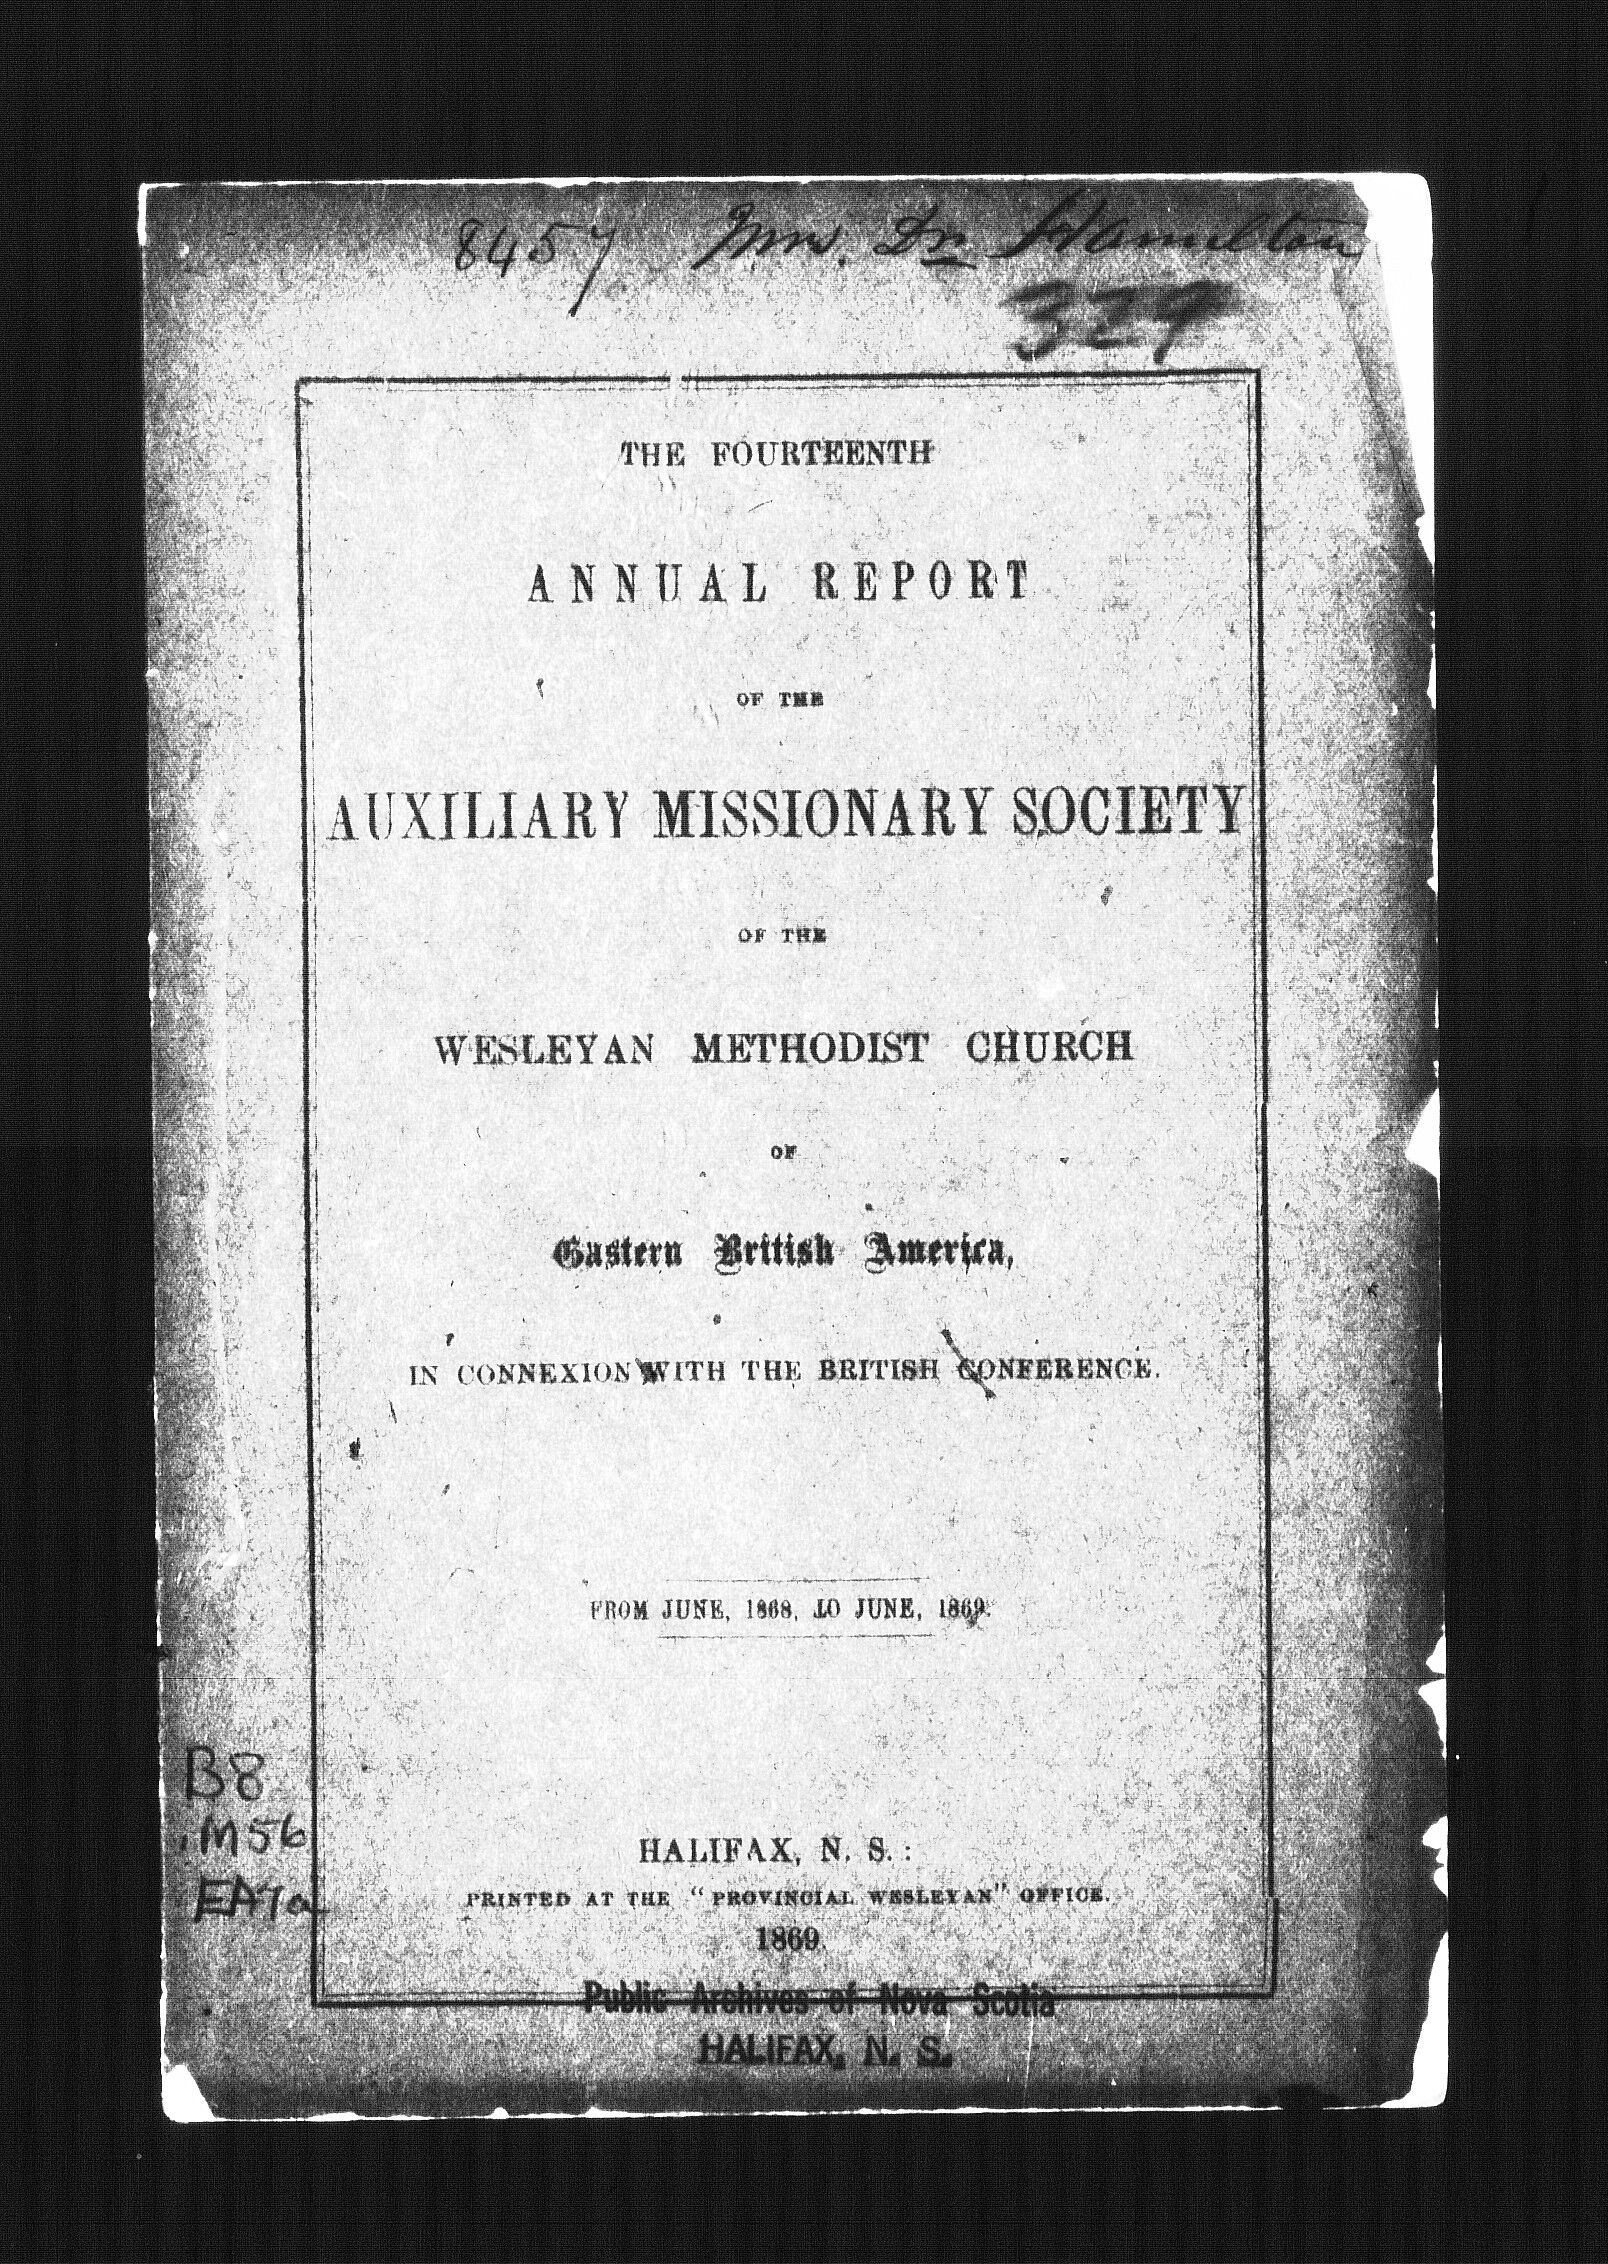 8457 Mrs. Dr. Hamilton
329
THE FOURTEENTH
ANNUAL REPORT
OF THE
AUXILIARY MISSIONARY SOCIETY
OF THE
WESLEYAN METHODIST CHURCH
OF
Eastern British America,
IN CONNEXION WITH THE BRITISH CONFERENCE.
FROM JUNE, 1868, TO JUNE, 1869.
B8
.M56
EA7a
HALIFAX, N. S. :
PRINTED AT THE "PROVINCIAL WESLEYAN" OFFICE.
1869.
Public Archives of Nova Scotia
HALIFAX, N. S.